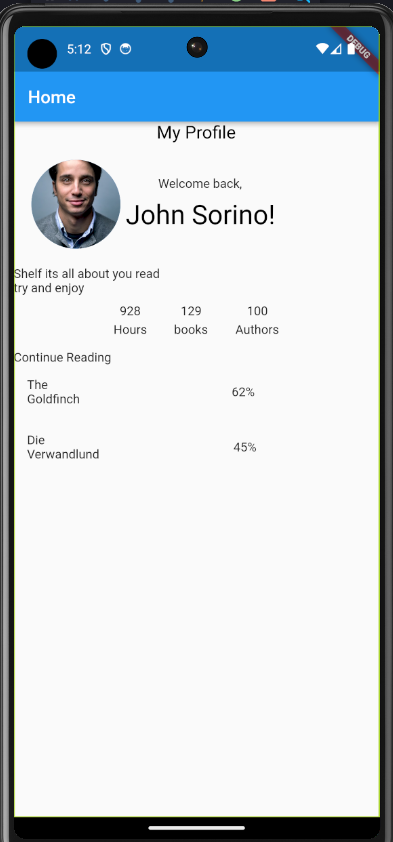 5:12
DEBUG
Home
My Profile
Welcome back,
John Sorino!
Shelf its all about you read
try and enjoy
928 129 100
Hours books Authors
Continue Reading
The
Goldfinch
62%
Die
Verwandlund
45%